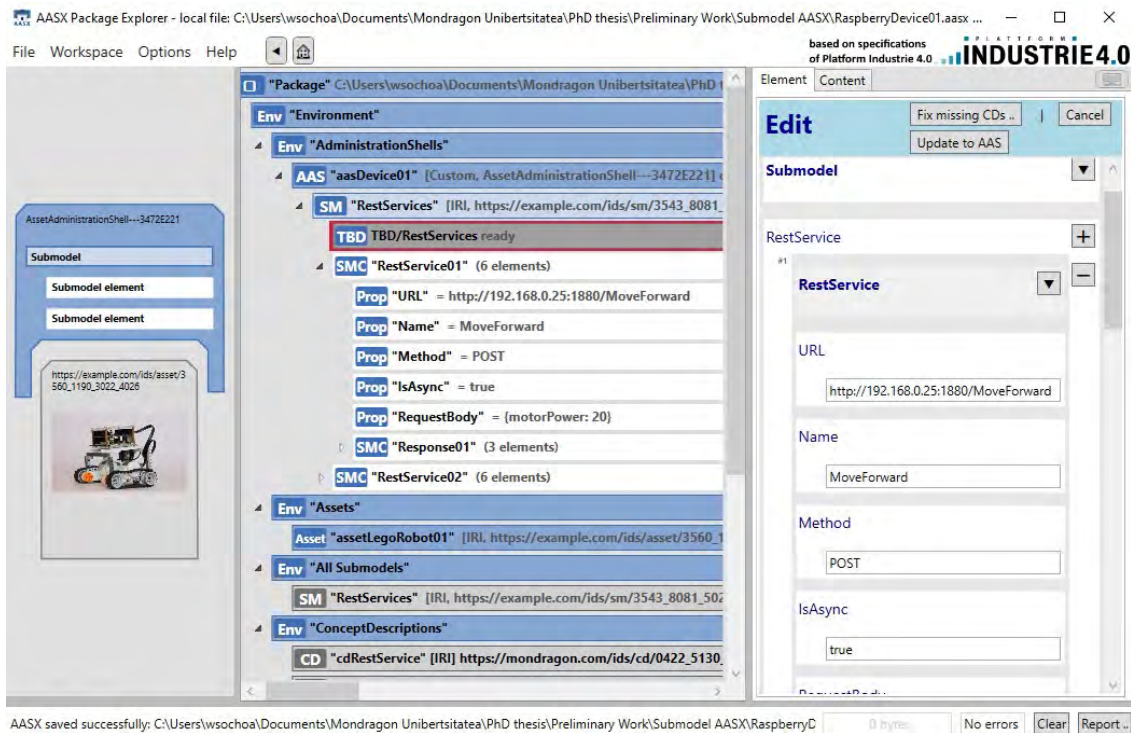 AASX Package Explorer - local file: C:\Users\wsochoa\Documents\Mondragon Unibertsitatea\PhD thesis\Preliminary Work\Submodel AASX\RaspberryDevice01.aasx ...
File Workspace Options Help
based on specifications
of Platform Industrie 4.0
PLATTFORM
INDUSTRIE4.0
AssetAdministrationShell---3472E221
Submodel
Submodel element
Submodel element
https://example.com/ids/asset/3
560_1190_3022_4026
"Package" C:\Users\wsochoa\Documents\Mondragon Unibertsitatea\PhD t
Env "Environment"
Env "AdministrationShells"
AAS "aasDevice01" [Custom, AssetAdministrationShell---3472E221]
SM "RestServices" [IRI, https://example.com/ids/sm/3543_8081_
TBD TBD/RestServices ready
SMC "RestService01" (6 elements)
Prop "URL" = http://192.168.0.25:1880/MoveForward
Prop "Name" = MoveForward
Prop "Method" = POST
Prop "IsAsync" = true
Prop "RequestBody" = {motorPower: 20}
SMC "Response01" (3 elements)
SMC "RestService02" (6 elements)
Env "Assets"
Asset "assetLegoRobot01" [IRI, https://example.com/ids/asset/3560_1
Env "All Submodels"
SM "RestServices" [IRI, https://example.com/ids/sm/3543_8081_502
Env "ConceptDescriptions"
CD "cdRestService" [IRI] https://mondragon.com/ids/cd/0422_5130_
Element Content
Edit
Fix missing CDs ..
|
Cancel
Update to AAS
Submodel
RestService
+
#1
RestService
−
URL
http://192.168.0.25:1880/MoveForward
Name
MoveForward
Method
POST
IsAsync
true
RequestBody
AASX saved successfully: C:\Users\wsochoa\Documents\Mondragon Unibertsitatea\PhD thesis\Preliminary Work\Submodel AASX\RaspberryD
0 bytes
No errors
Clear
Report ..